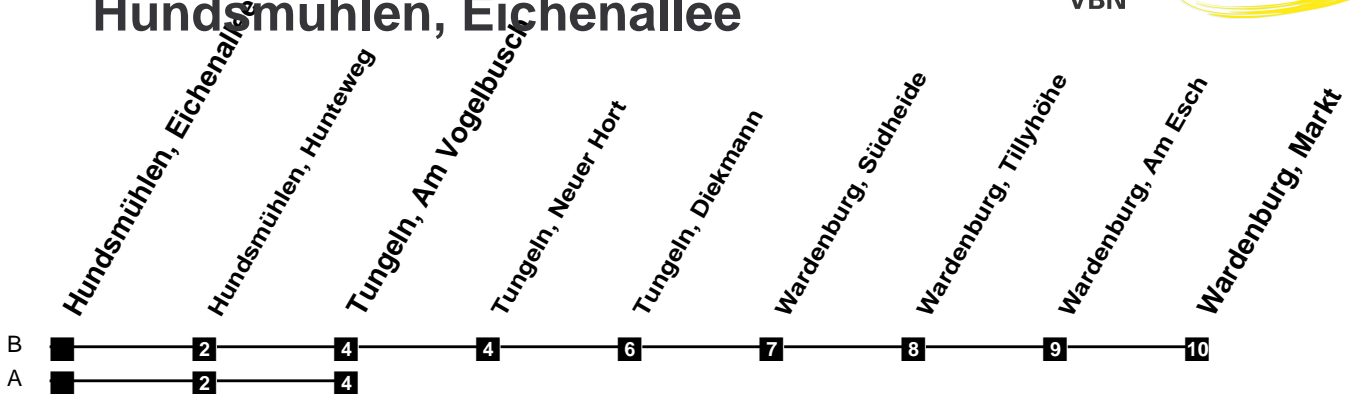 Hundsmühlen, Eichenallee
VBN
Hundsmühlen, Eichenallee
Hundsmühlen, Hunteweg
Tungeln, Am Vogelbusch
Tungeln, Neuer Hort
Tungeln, Diekmann
Wardenburg, Südheide
Wardenburg, Tillyhöhe
Wardenburg, Am Esch
Wardenburg, Markt
B 2 4 4 6 7 8 9 10
A 2 4